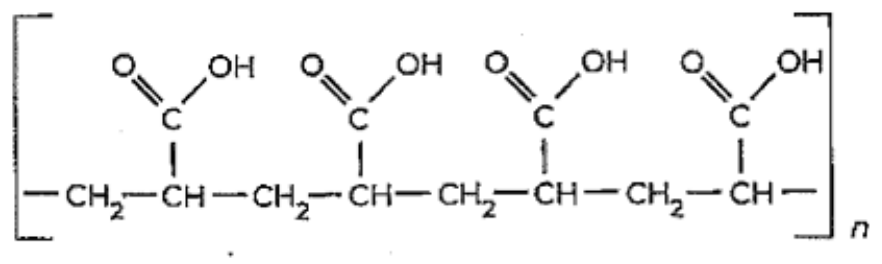 O OH O OH O OH O OH
C C C C
CH₂ CH CH₂ CH CH₂ CH CH₂ CH
n